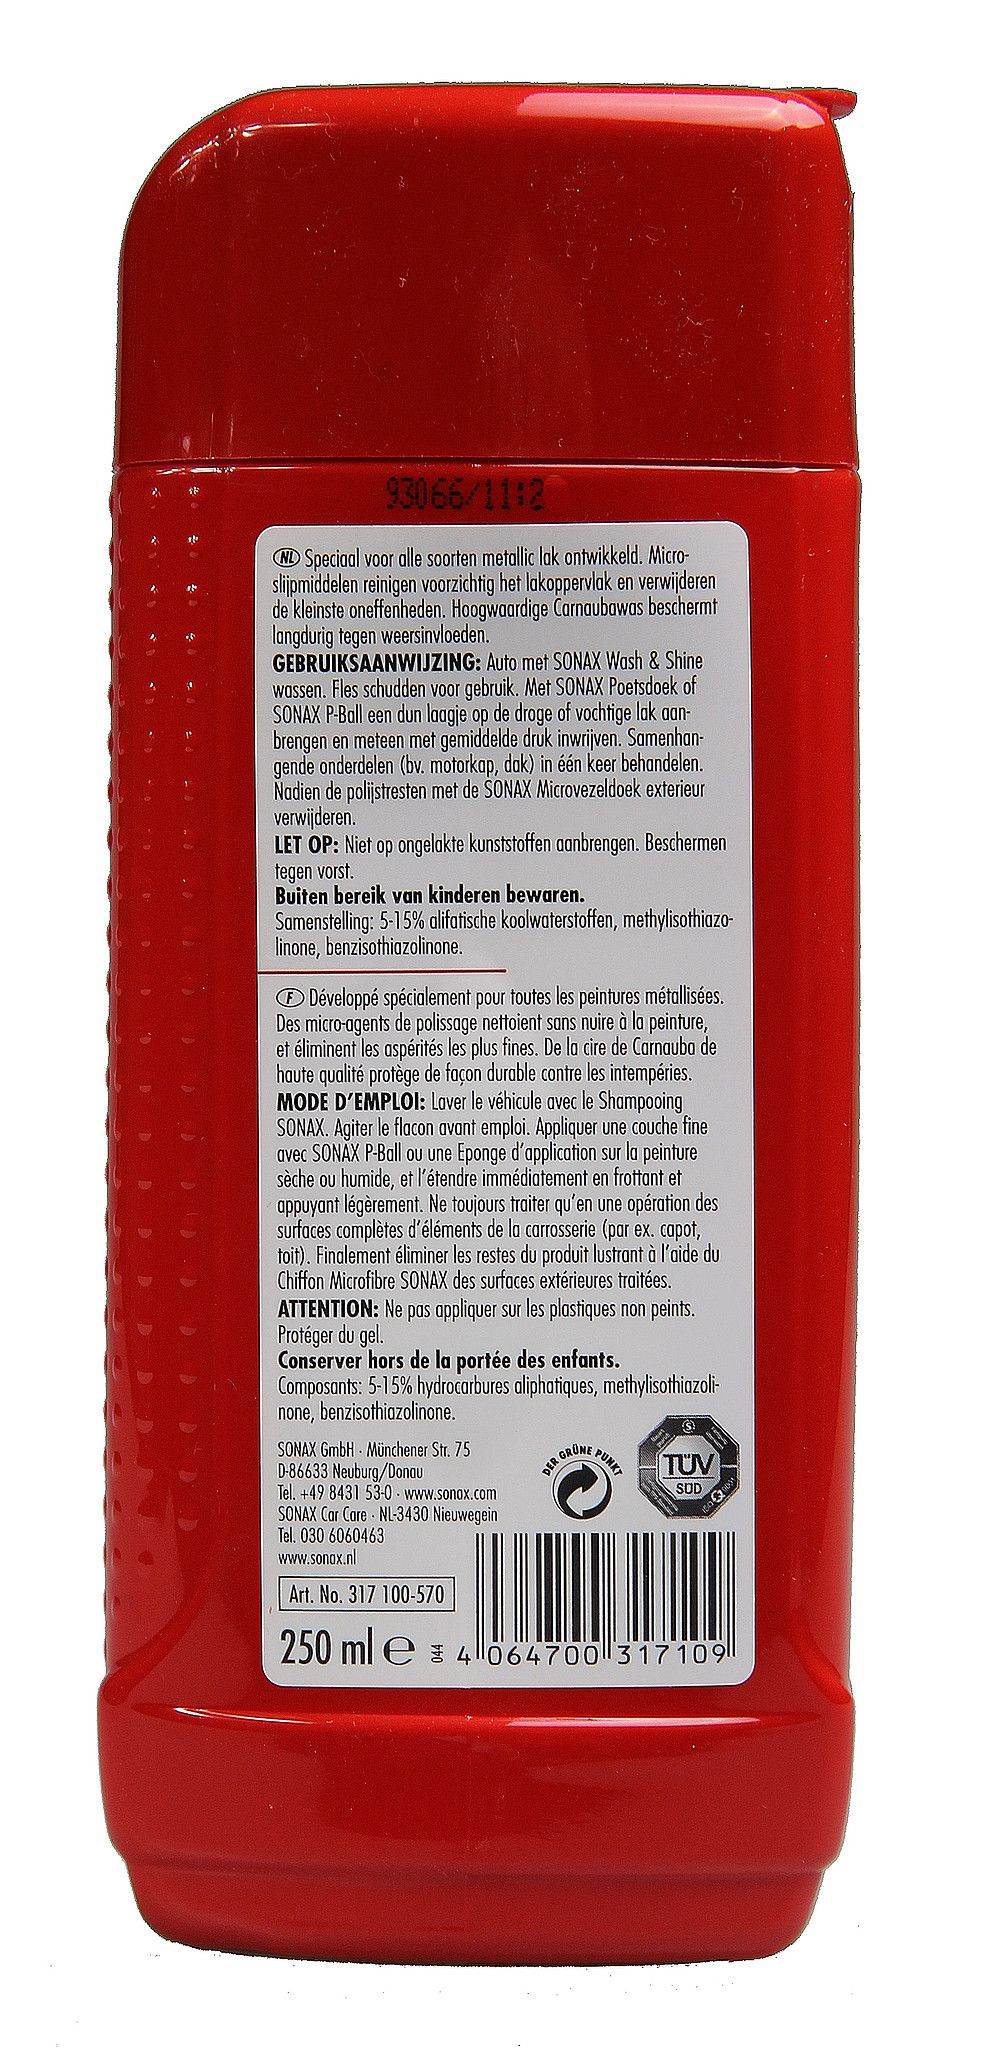 93066/11:2
NL Speciaal voor alle soorten metallic lak ontwikkeld. Micro-
slijpmiddelen reinigen voorzichtig het lakoppervlak en verwijderen
de kleinste oneffenheden. Hoogwaardige Carnaubawas beschermt
langdurig tegen weersinvloeden.
GEBRUIKSAANWIJZING: Auto met SONAX Wash & Shine
wassen. Fles schudden voor gebruik. Met SONAX Poetsdoek of
SONAX P-Ball een dun laagje op de droge of vochtige lak aan-
brengen en meteen met gemiddelde druk inwrijven. Samenhan-
gende onderdelen (bv. motorkap, dak) in één keer behandelen.
Nadien de polijstresten met de SONAX Microvezeldoek exterieur
verwijderen.
LET OP: Niet op ongelakte kunststoffen aanbrengen. Beschermen
tegen vorst.
Buiten bereik van kinderen bewaren.
Samenstelling: 5-15% alifatische koolwaterstoffen, methylisothiazo-
linone, benzisothiazolinone.
F Développé spécialement pour toutes les peintures métallisées.
Des micro-agents de polissage nettoient sans nuire à la peinture,
et éliminent les aspérités les plus fines. De la cire de Carnauba de
haute qualité protège de façon durable contre les intempéries.
MODE D'EMPLOI: Laver le véhicule avec le Shampooing
SONAX. Agiter le flacon avant emploi. Appliquer une couche fine
avec SONAX P-Ball ou une Eponge d'application sur la peinture
sèche ou humide, et l'étendre immédiatement en frottant et
appuyant légèrement. Ne toujours traiter qu'en une opération des
surfaces complètes d'éléments de la carrosserie (par ex. capot,
toit). Finalement éliminer les restes du produit lustrant à l'aide du
Chiffon Microfibre SONAX des surfaces extérieures traitées.
ATTENTION: Ne pas appliquer sur les plastiques non peints.
Protéger du gel.
Conserver hors de la portée des enfants.
Composants: 5-15% hydrocarbures aliphatiques, methylisothiazoli-
none, benzisothiazolinone.
SONAX GmbH · Münchener Str. 75
D-86633 Neuburg/Donau
Tel. +49 8431 53-0 · www.sonax.com
SONAX Car Care · NL-3430 Nieuwegein
Tel. 030 6060463
www.sonax.nl
DER GRÜNE PUNKT
TÜV
SÜD
Art. No. 317 100-570
250 ml e
044
4 064700 317109